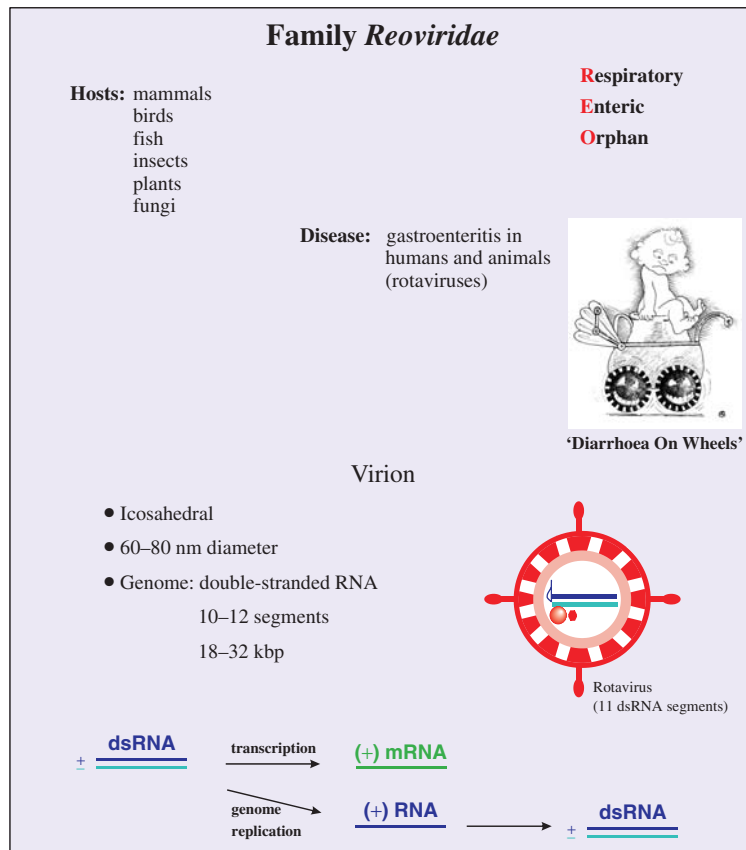 Family Reoviridae
Respiratory
Enteric
Orphan
Hosts: mammals
birds
fish
insects
plants
fungi
Disease: gastroenteritis in
humans and animals
(rotaviruses)
‘Diarrhoea On Wheels’
Virion
• Icosahedral
• 60–80 nm diameter
• Genome: double-stranded RNA
10–12 segments
18–32 kbp
Rotavirus
(11 dsRNA segments)
± dsRNA
transcription
(+) mRNA
genome
replication
(+) RNA
± dsRNA